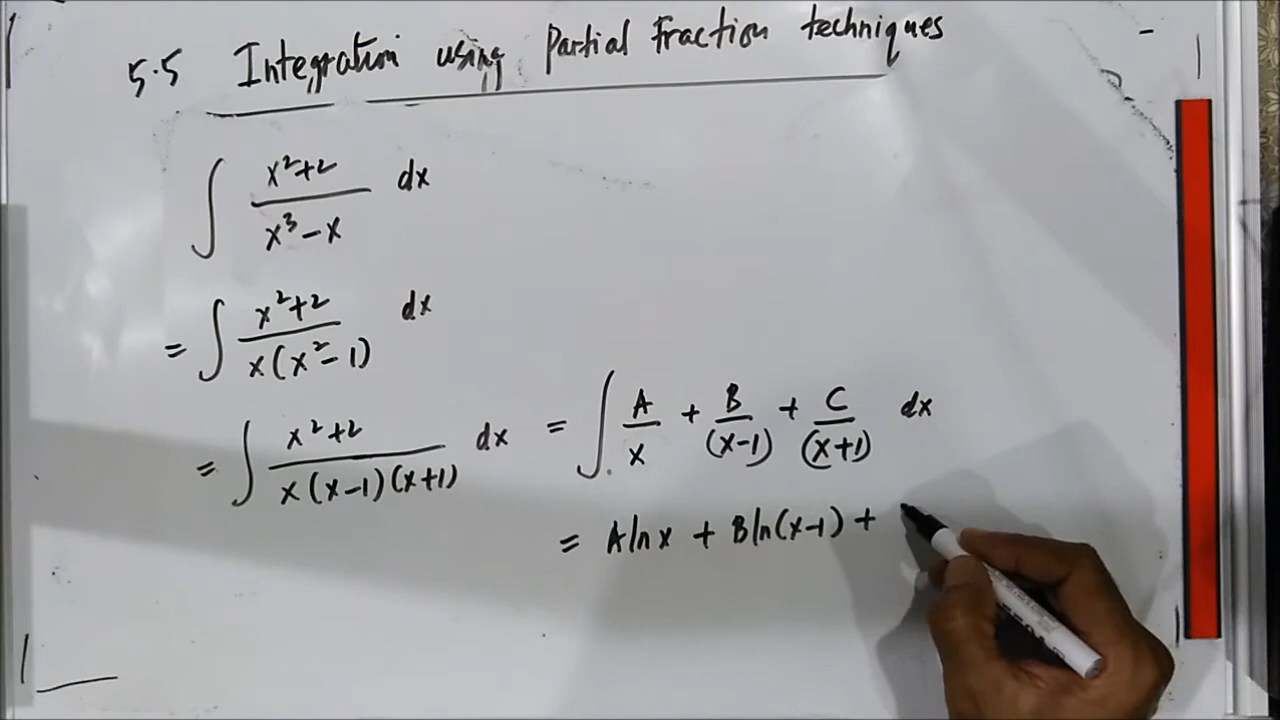 5.5 Integration using Partial Fraction techniques
∫ x²+2 / x³-x dx
= ∫ x²+2 / x(x²-1) dx
= ∫ x²+2 / x(x-1)(x+1) dx = ∫ A/x + B/(x-1) + C/(x+1) dx
= A ln x + B ln(x-1) +